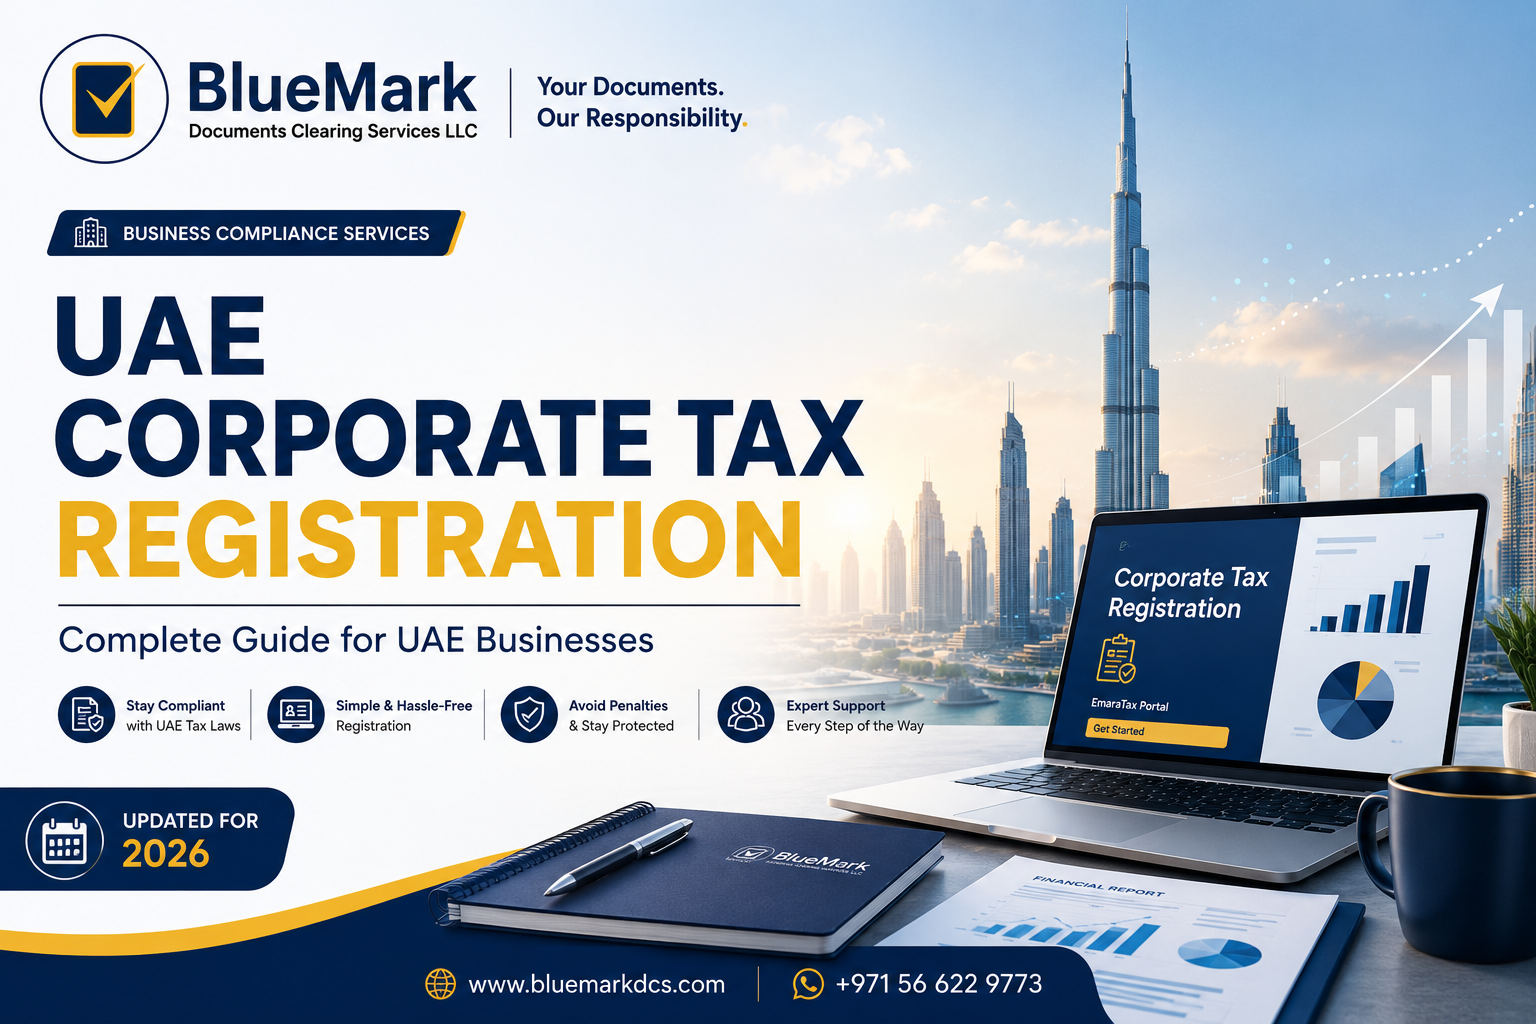 BlueMark
Documents Clearing Services LLC
Your Documents.
Our Responsibility.
BUSINESS COMPLIANCE SERVICES
UAE
CORPORATE TAX
REGISTRATION
Complete Guide for UAE Businesses
Stay Compliant
with UAE Tax Laws
Simple & Hassle-Free
Registration
Avoid Penalties
& Stay Protected
Expert Support
Every Step of the Way
Corporate Tax
Registration
EmaraTax Portal
Get Started
UPDATED FOR
2026
BlueMark
FINANCIAL REPORT
www.bluemarkdcs.com
+971 56 622 9773